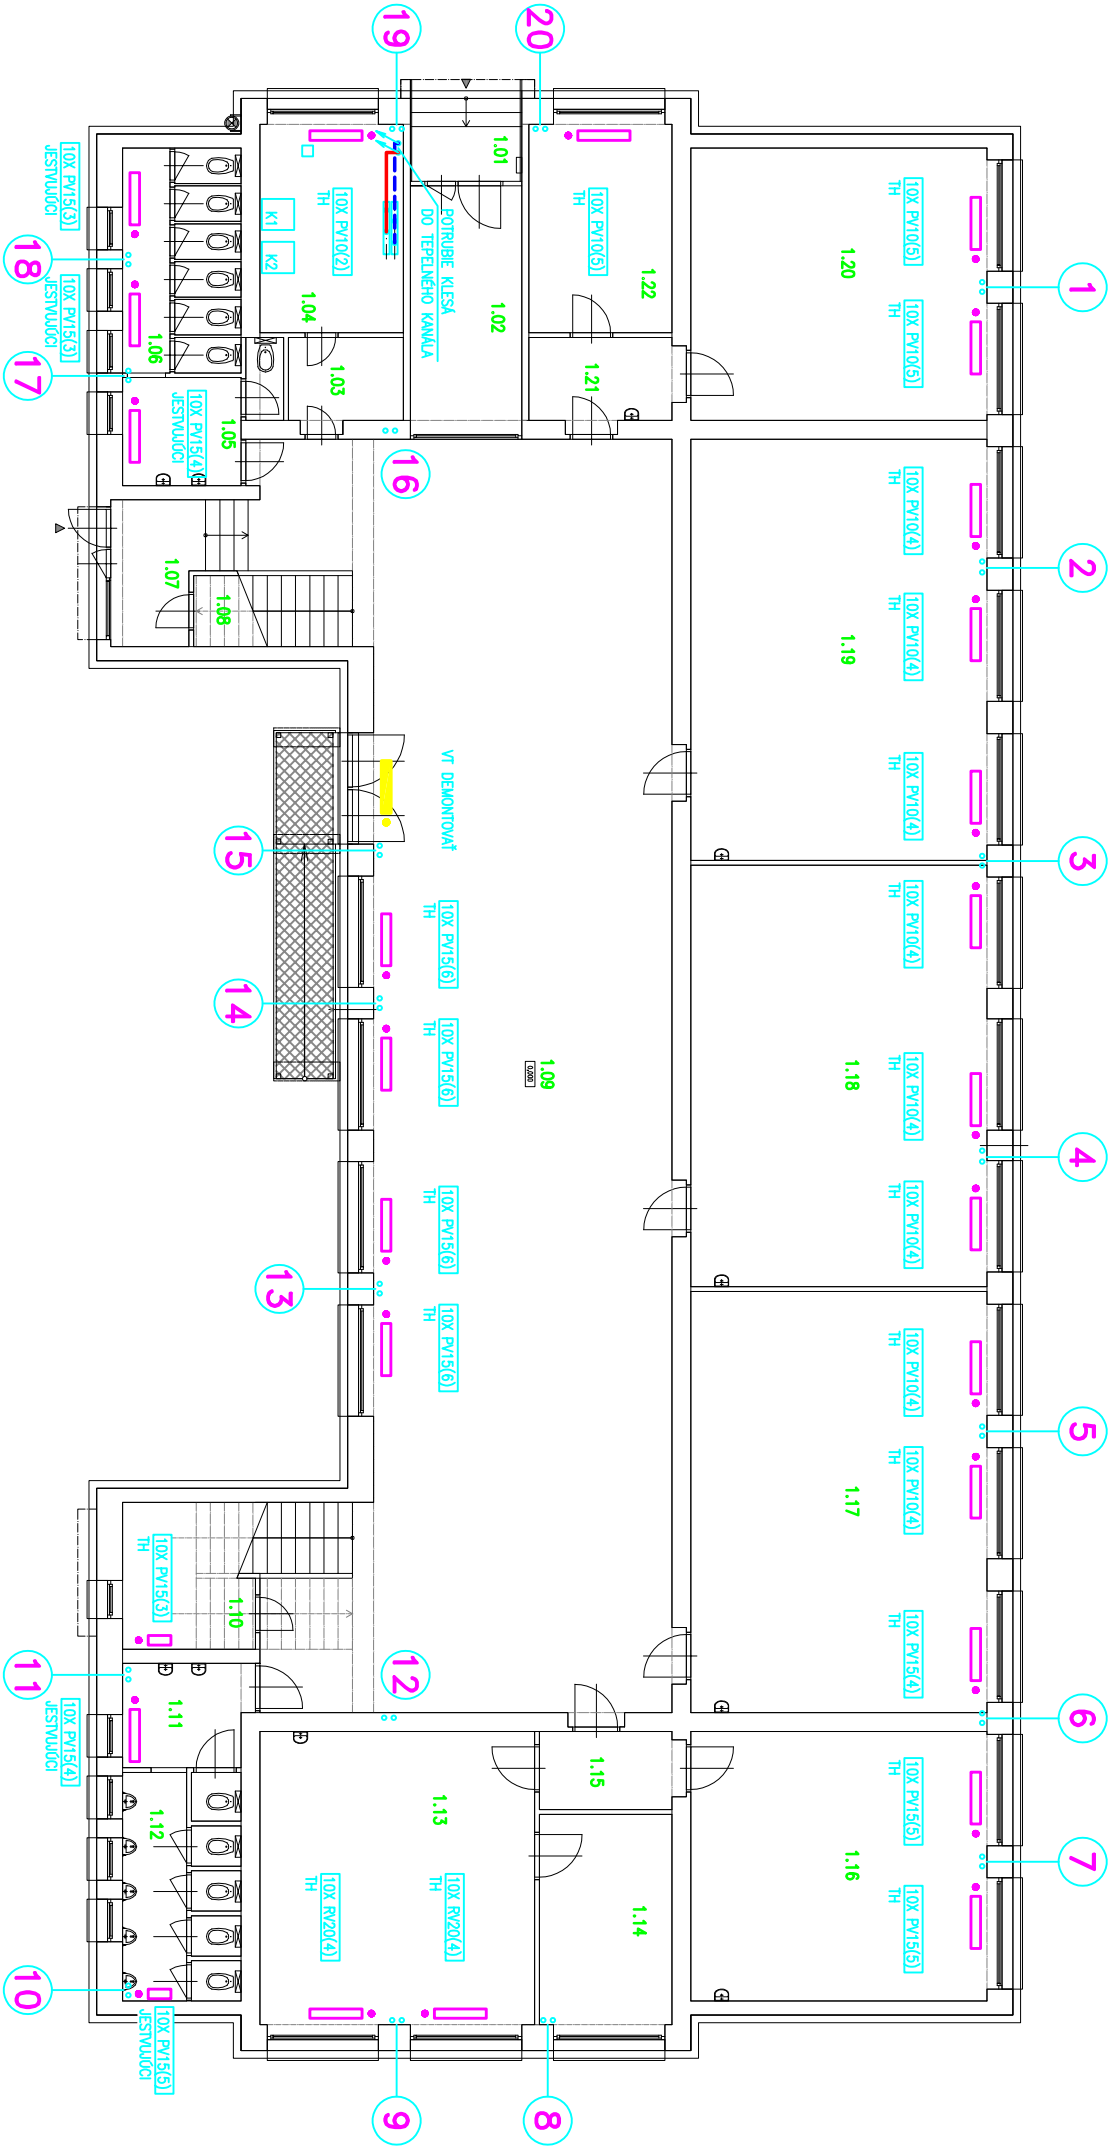 1
2
3
4
5
6
7
10X PV10(5)
TH
10X PV10(5)
TH
10X PV10(4)
TH
10X PV10(4)
TH
10X PV10(4)
TH
10X PV10(4)
TH
10X PV10(4)
TH
10X PV10(4)
TH
10X PV10(4)
TH
10X PV10(4)
TH
10X PV15(4)
TH
10X PV15(5)
TH
10X PV15(5)
TH
1.20
1.19
1.18
1.17
1.16
1.22
1.14
10X PV10(5)
TH
1.21
1.15
20
8
1.09
0,000
1.01
1.02
POTRUBIE KLESÁ
DO TEPELNÉHO KANÁLA
VT DEMONTOVAŤ
10X PV15(6)
TH
10X PV15(6)
TH
10X PV15(6)
TH
10X PV15(6)
TH
1.13
10X RV20(4)
TH
10X RV20(4)
TH
19
16
12
9
10X PV10(2)
TH
1.03
1.04
K1
K2
15
14
13
1.05
1.08
1.10
10X PV15(4)
JESTVUJÚCI
1.07
10X PV15(3)
TH
1.11
1.06
1.12
10X PV15(5)
JESTVUJÚCI
10X PV15(3)
JESTVUJÚCI
10X PV15(3)
JESTVUJÚCI
10X PV15(4)
JESTVUJÚCI
18
17
11
10